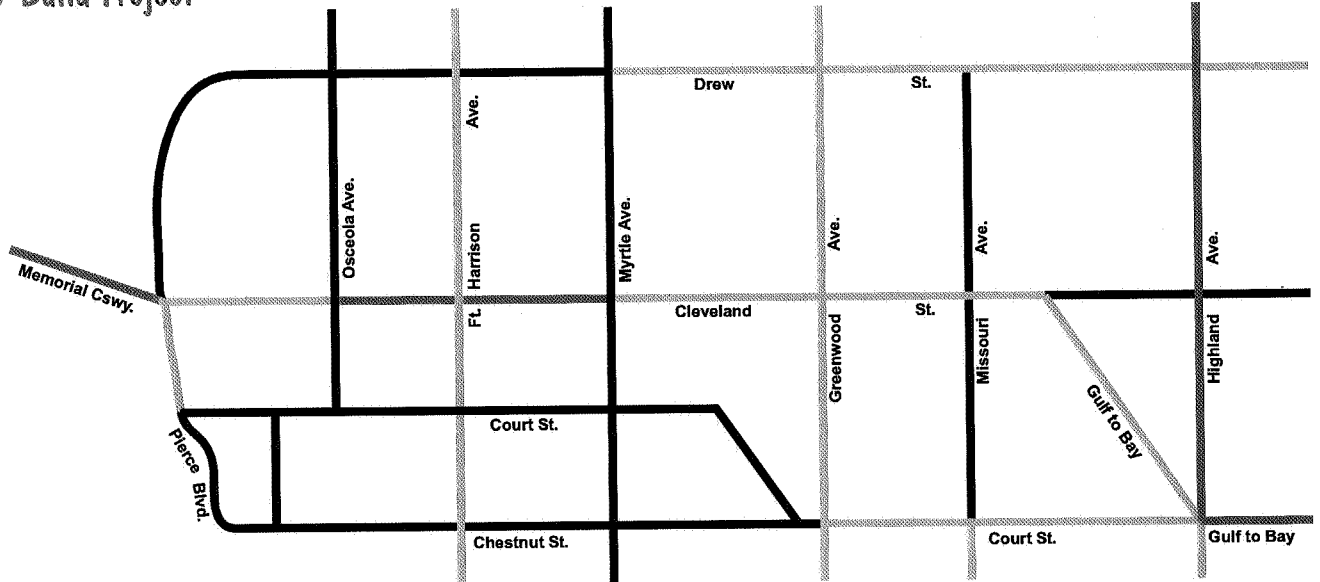 Build Project
Drew St.
Ave.
Osceola Ave.
Harrison
Ft.
Myrtle Ave.
Ave.
Greenwood
Ave.
Missouri
Ave.
Highland
Memorial Cswy.
Cleveland St.
Gulf to Bay
Court St.
Pierce Blvd.
Chestnut St.
Court St.
Gulf to Bay